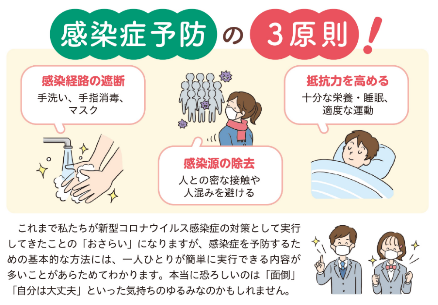 感染症予防の3原則!
感染経路の遮断
手洗い、手指消毒、
マスク
感染源の除去
人との密な接触や
人混みを避ける
抵抗力を高める
十分な栄養・睡眠、
適度な運動
これまで私たちが新型コロナウイルス感染症の対策として実行
してきたことの「おさらい」になりますが、感染症を予防するた
めの基本的な方法には、一人ひとりが簡単に実行できる内容が
多いことがあらためてわかります。本当に恐ろしいのは「面倒」
「自分は大丈夫」といった気持ちのゆるみなのかもしれません。